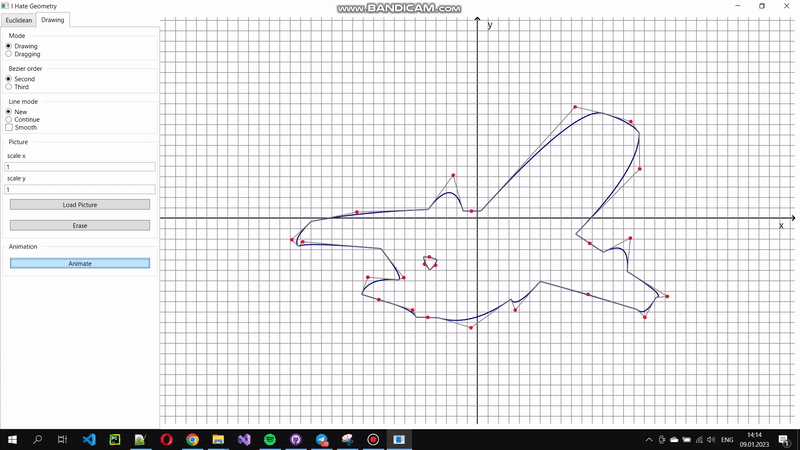 I Hate Geometry
www.BANDICAM.com
Euclidean
Drawing
Mode
Drawing
Dragging
Bezier order
Second
Third
Line mode
New
Continue
Smooth
Picture
scale x
1
scale y
1
Load Picture
Erase
Animation
Animate
y
x
ENG
14:14
09.01.2023